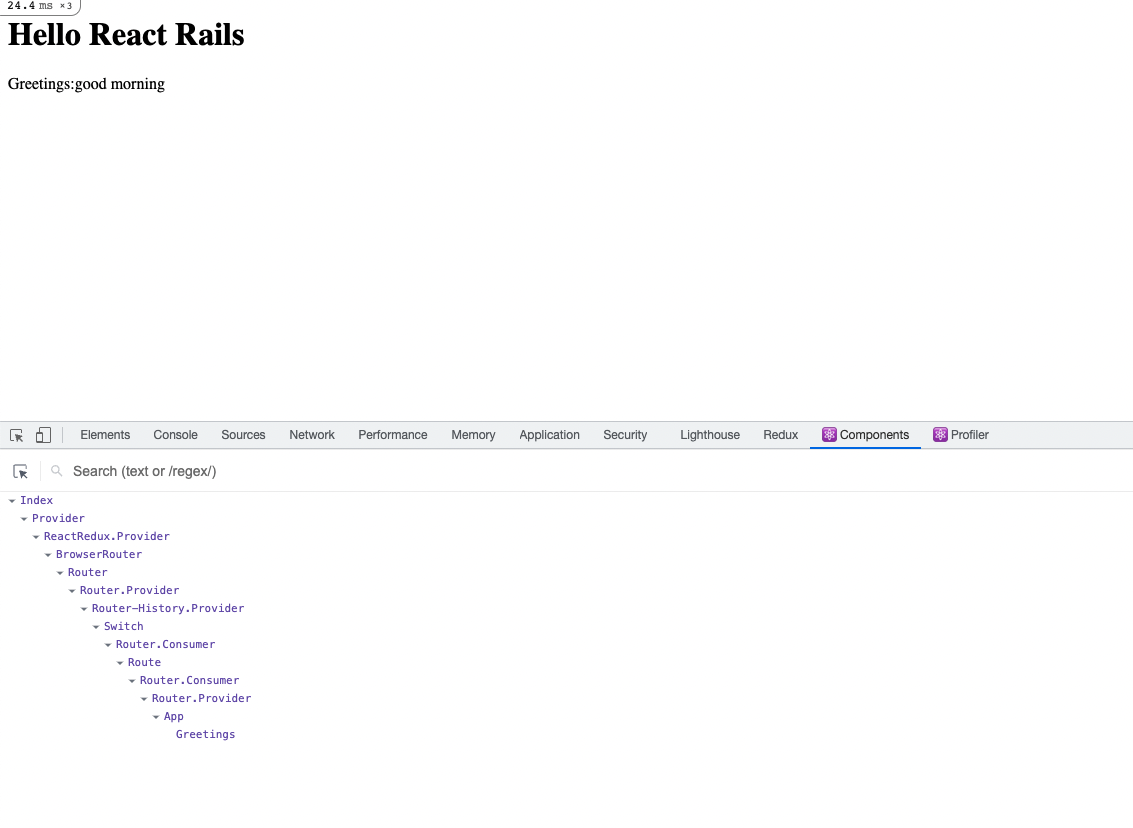 24.4 ms ×3
Hello React Rails
Greetings:good morning
Elements Console Sources Network Performance Memory Application Security Lighthouse Redux Components Profiler
Search (text or /regex/)
Index
Provider
ReactRedux.Provider
BrowserRouter
Router
Router.Provider
Router-History.Provider
Switch
Router.Consumer
Route
Router.Consumer
Router.Provider
App
Greetings